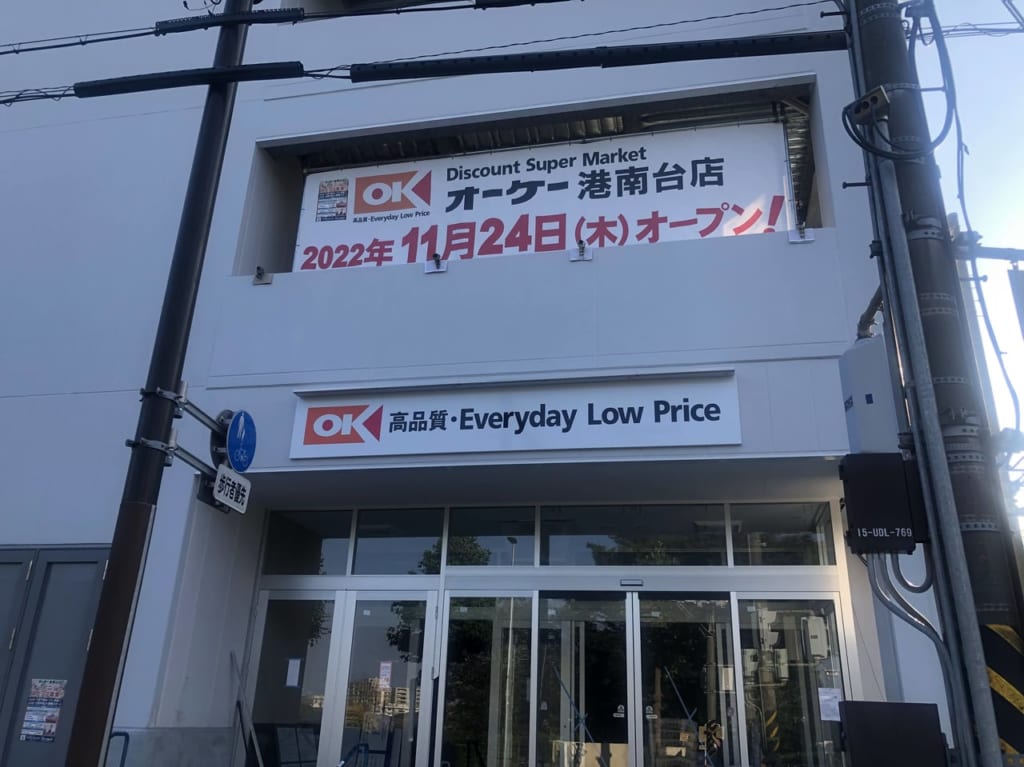 OK
高品質・Everyday Low Price
Discount Super Market
オーケー 港南台店
2022年 11月24日(木)オープン!
OK 高品質・Everyday Low Price
歩行者優先
15-UDL-769